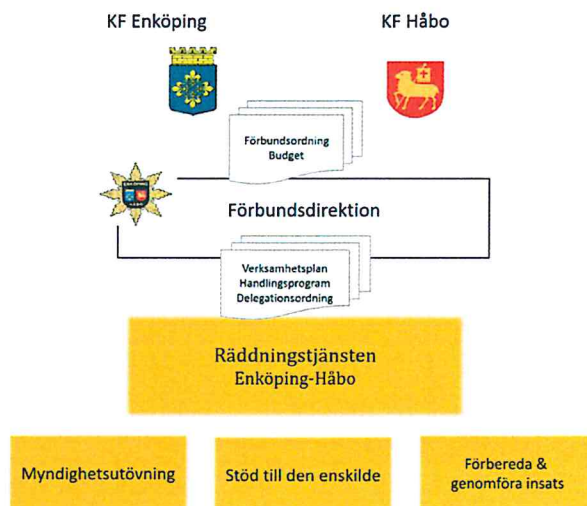 KF Enköping
KF Håbo
Förbundsordning
Budget
Förbundsdirektion
Verksamhetsplan
Handlingsprogram
Delegationsordning
Räddningstjänsten
Enköping-Håbo
Myndighetsutövning
Stöd till den enskilde
Förbereda &
genomföra insats